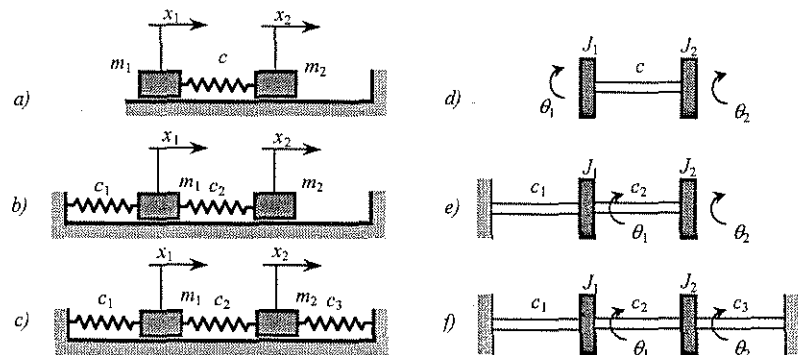 x₁ x₂
m₁ c m₂
a)
x₁ x₂
c₁ m₁ c₂ m₂
b)
x₁ x₂
c₁ m₁ c₂ m₂ c₃
c)
J₁ J₂
c
d) θ₁ θ₂
J₁ J₂
c₁ c₂
e) θ₁ θ₂
J₁ J₂
c₁ c₂ c₃
f) θ₁ θ₂